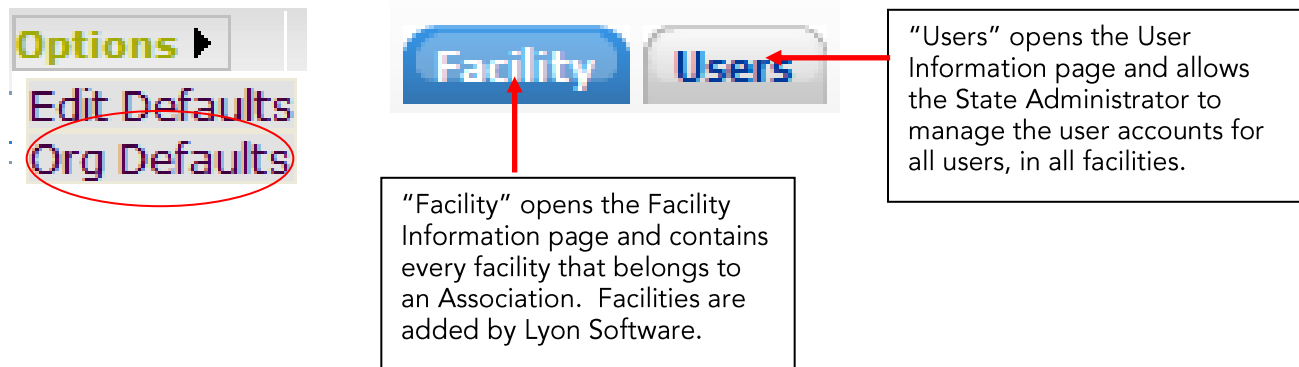 Options
Edit Defaults
Org Defaults
Facility
Users
“Users” opens the User
Information page and allows
the State Administrator to
manage the user accounts for
all users, in all facilities.
“Facility” opens the Facility
Information page and contains
every facility that belongs to
an Association.  Facilities are
added by Lyon Software.